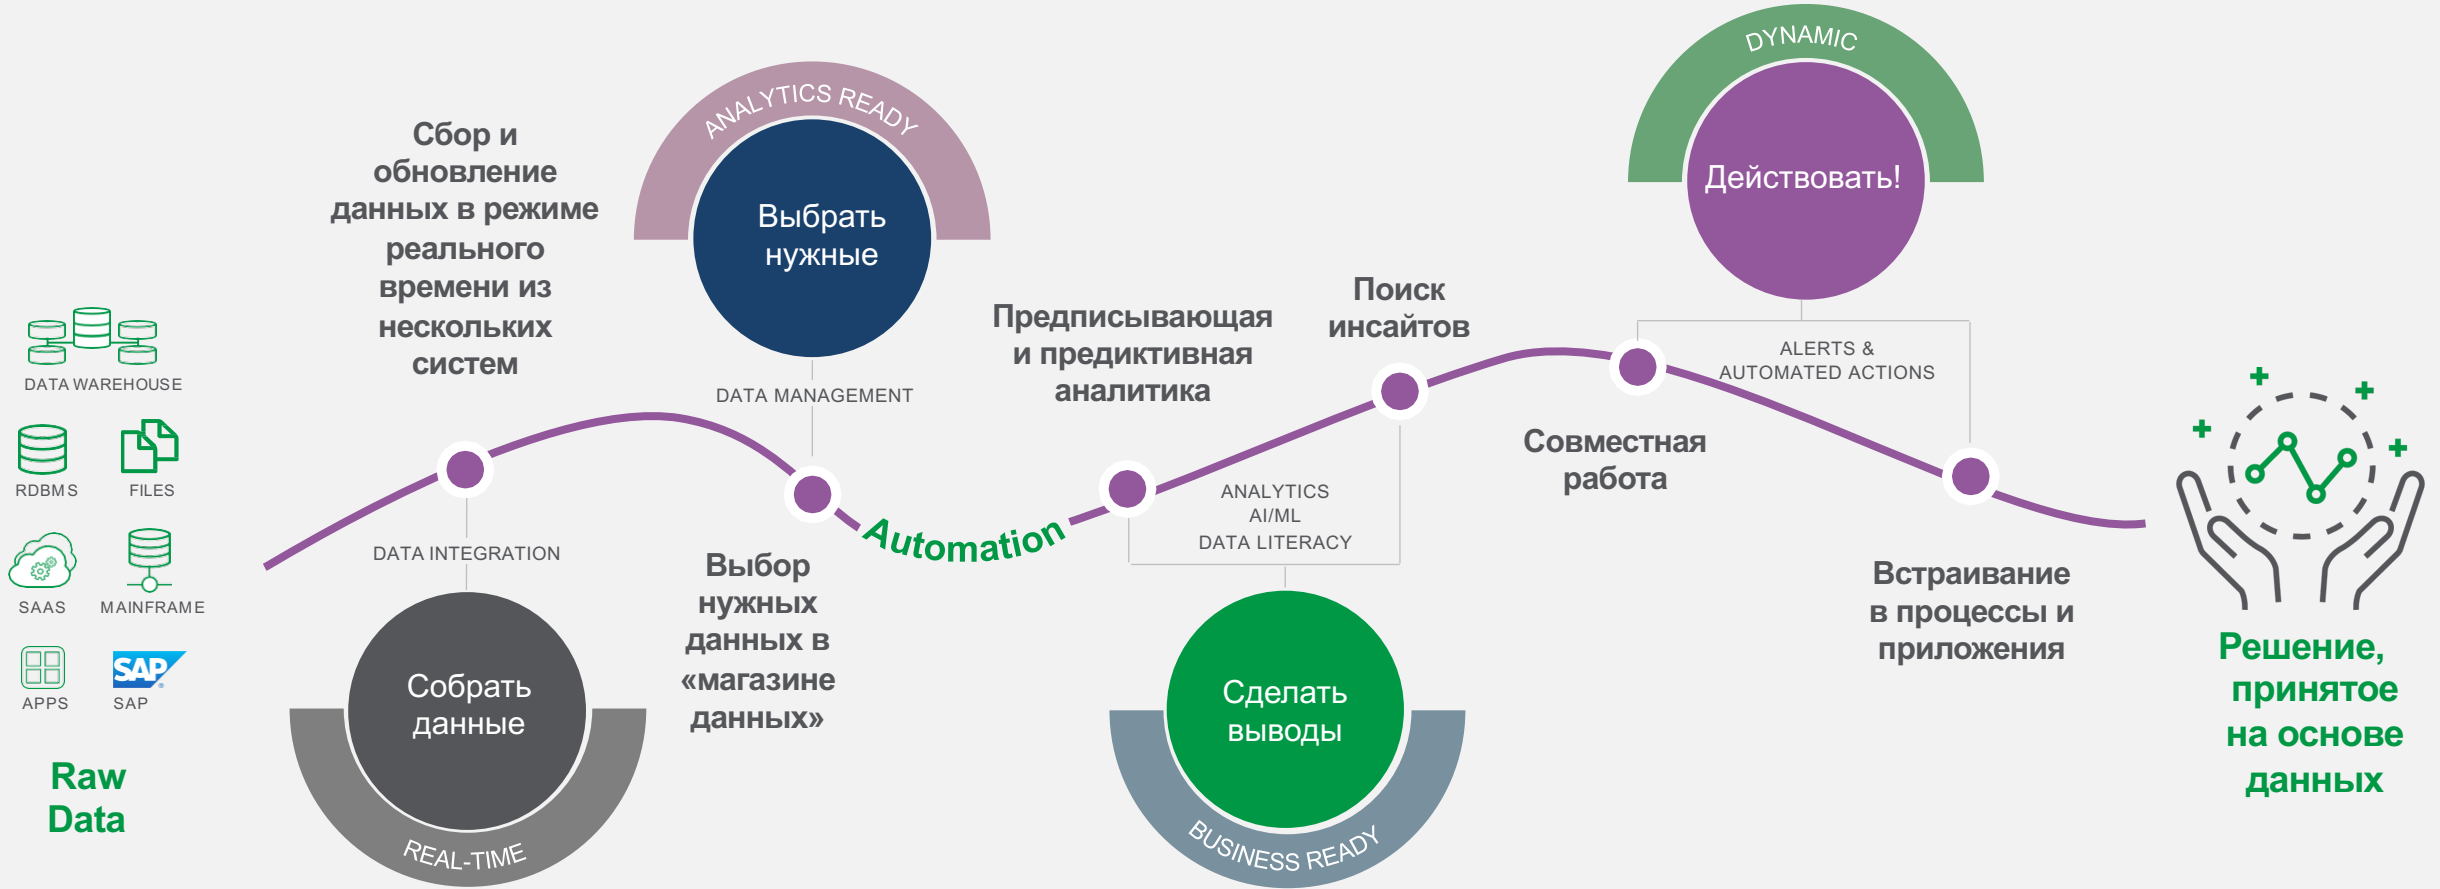 DATA WAREHOUSE
RDBMS
FILES
SAAS
MAINFRAME
APPS
SAP
SAP
Raw
Data
Сбор и
обновление
данных в режиме
реального
времени из
нескольких
систем
DATA INTEGRATION
Собрать
данные
REAL-TIME
ANALYTICS READY
Выбрать
нужные
DATA MANAGEMENT
Выбор
нужных
данных в
«магазине
данных»
Automation
Предписывающая
и предиктивная
аналитика
Поиск
инсайтов
ANALYTICS
AI/ML
DATA LITERACY
Сделать
выводы
BUSINESS READY
DYNAMIC
Действовать!
ALERTS &
AUTOMATED ACTIONS
Совместная
работа
Встраивание
в процессы и
приложения
Решение,
принятое
на основе
данных